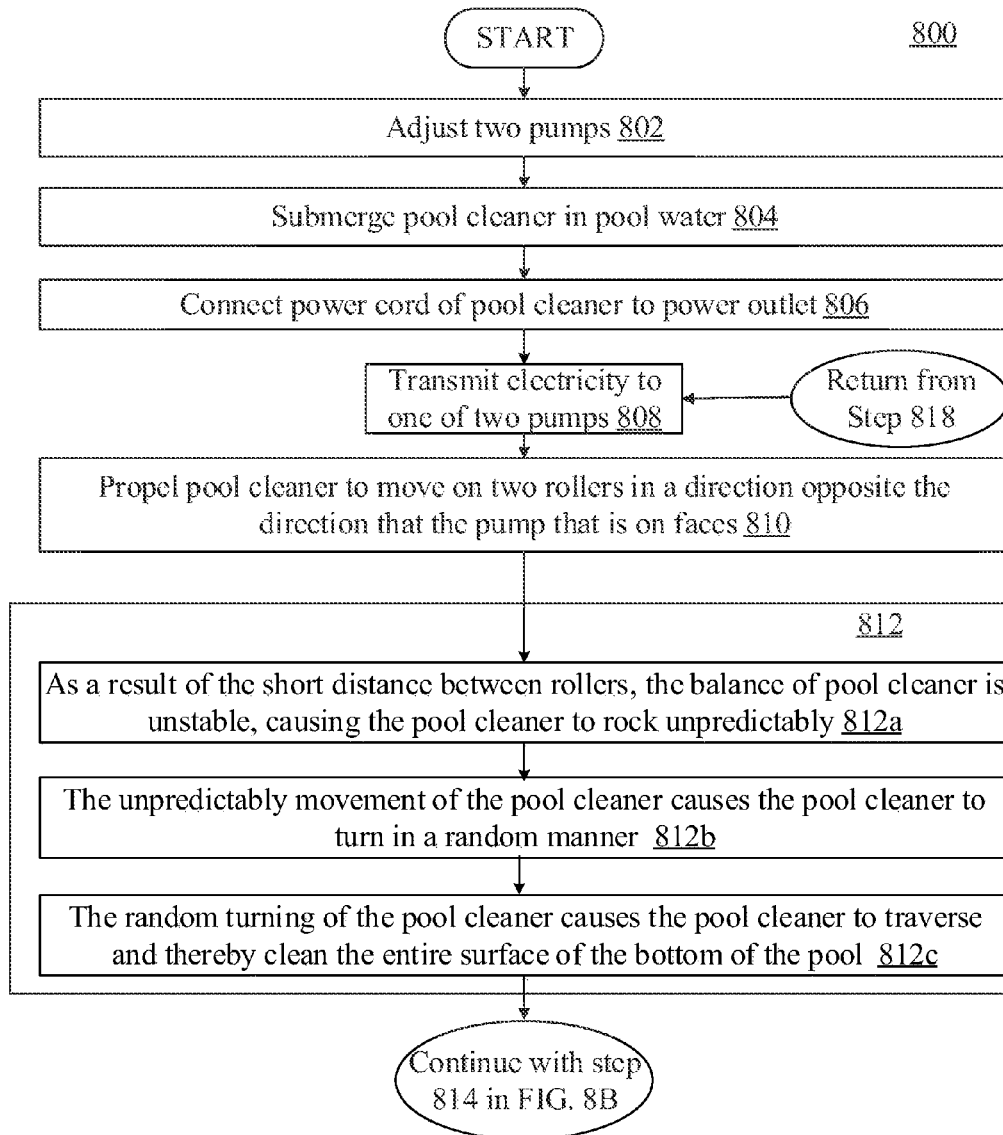 START
800
Adjust two pumps 802
Submerge pool cleaner in pool water 804
Connect power cord of pool cleaner to power outlet 806
Transmit electricity to
one of two pumps 808
Return from
Step 818
Propel pool cleaner to move on two rollers in a direction opposite the
direction that the pump that is on faces 810
812
As a result of the short distance between rollers, the balance of pool cleaner is
unstable, causing the pool cleaner to rock unpredictably 812a
The unpredictably movement of the pool cleaner causes the pool cleaner to
turn in a random manner 812b
The random turning of the pool cleaner causes the pool cleaner to traverse
and thereby clean the entire surface of the bottom of the pool 812c
Continue with step
814 in FIG. 8B